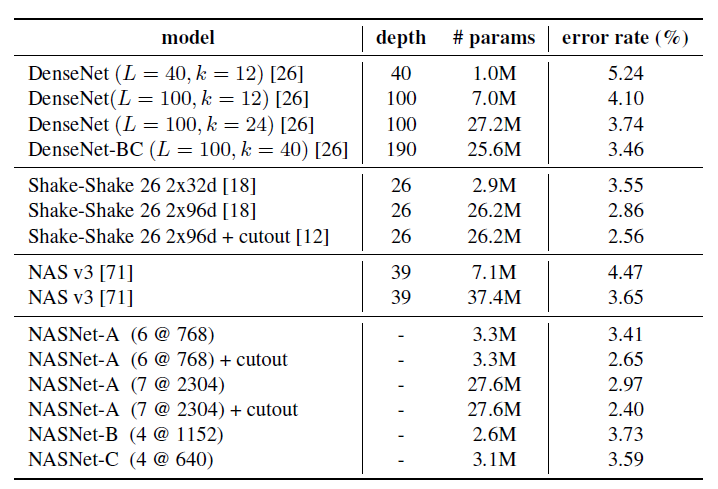 model depth # params error rate (%)
DenseNet (L = 40, k = 12) [26] 40 1.0M 5.24
DenseNet(L = 100, k = 12) [26] 100 7.0M 4.10
DenseNet (L = 100, k = 24) [26] 100 27.2M 3.74
DenseNet-BC (L = 100, k = 40) [26] 190 25.6M 3.46
Shake-Shake 26 2x32d [18] 26 2.9M 3.55
Shake-Shake 26 2x96d [18] 26 26.2M 2.86
Shake-Shake 26 2x96d + cutout [12] 26 26.2M 2.56
NAS v3 [71] 39 7.1M 4.47
NAS v3 [71] 39 37.4M 3.65
NASNet-A (6 @ 768) - 3.3M 3.41
NASNet-A (6 @ 768) + cutout - 3.3M 2.65
NASNet-A (7 @ 2304) - 27.6M 2.97
NASNet-A (7 @ 2304) + cutout - 27.6M 2.40
NASNet-B (4 @ 1152) - 2.6M 3.73
NASNet-C (4 @ 640) - 3.1M 3.59